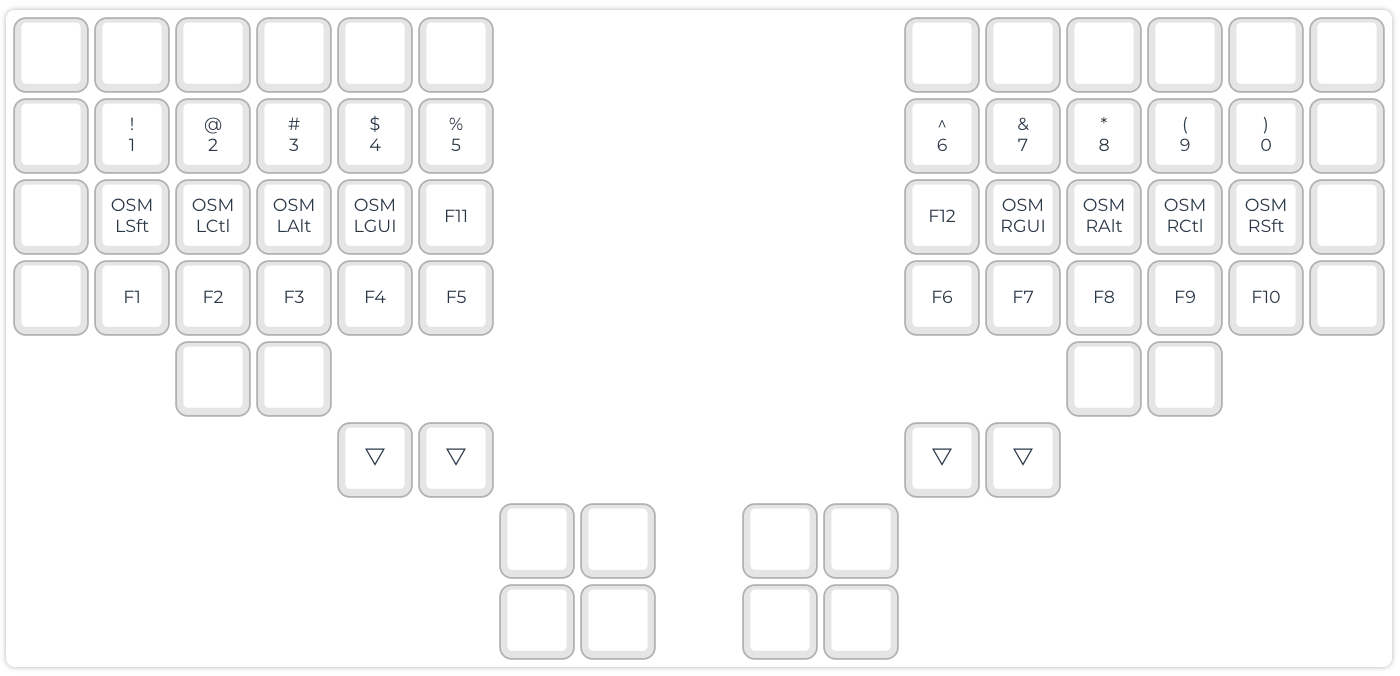 ! @ # $ % ^ & * ( )
1 2 3 4 5 6 7 8 9 0
OSM OSM OSM OSM F11 F12 OSM OSM OSM OSM
LSft LCtl LAlt LGUI RGUI RAlt RCtl RSft
F1 F2 F3 F4 F5 F6 F7 F8 F9 F10
▽ ▽ ▽ ▽